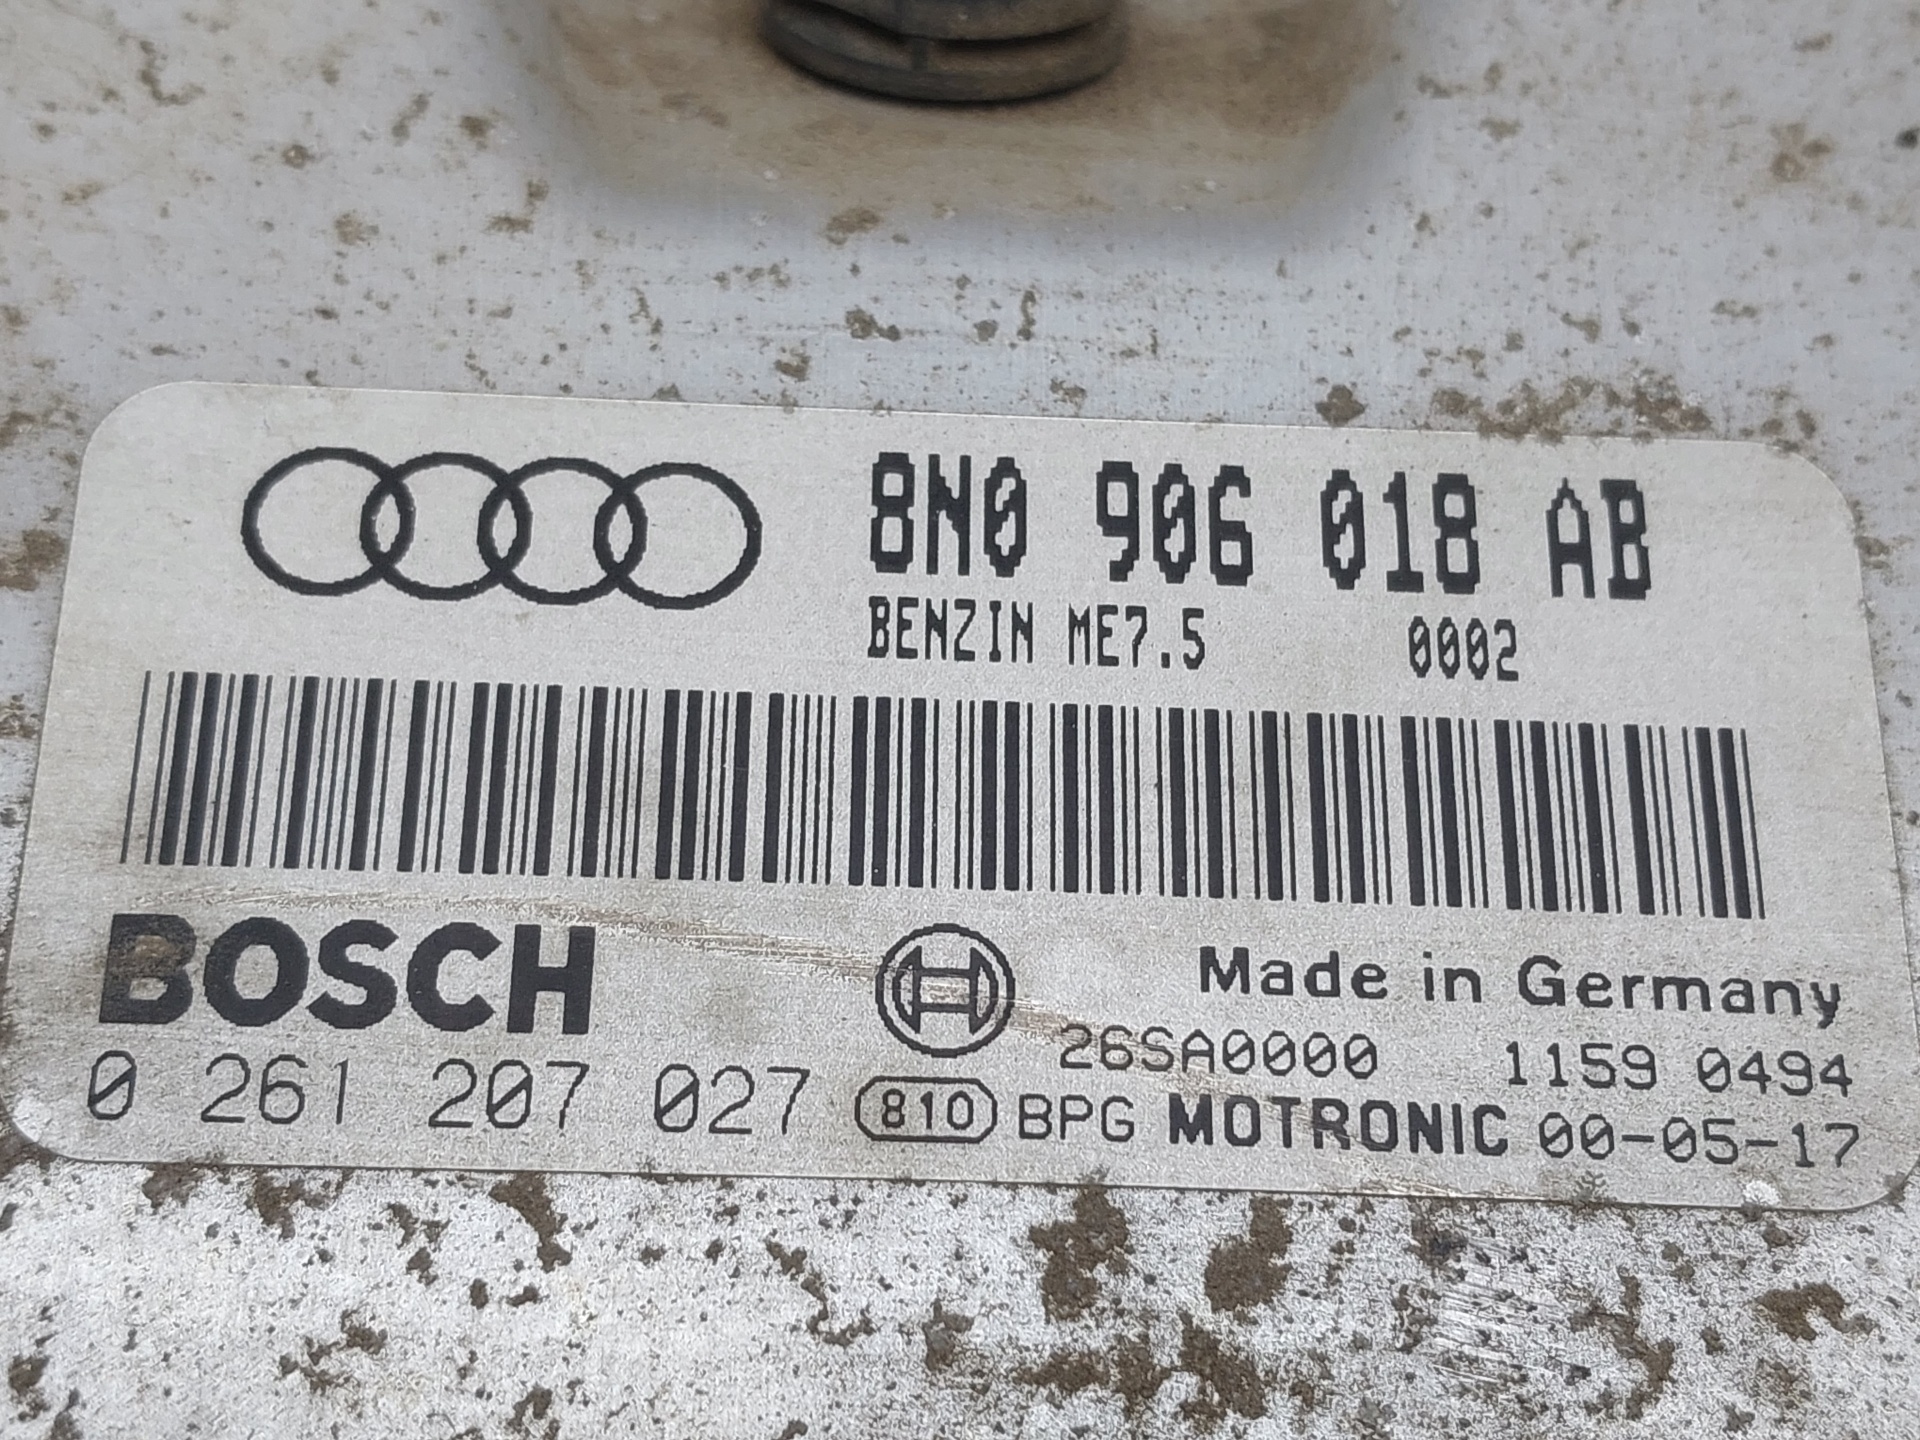 8N0 906 018 AB
BENZIN ME7.5 0002
BOSCH
Made in Germany
26SA0000 1159 0494
0 261 207 027 810 BPG MOTRONIC 00-05-17